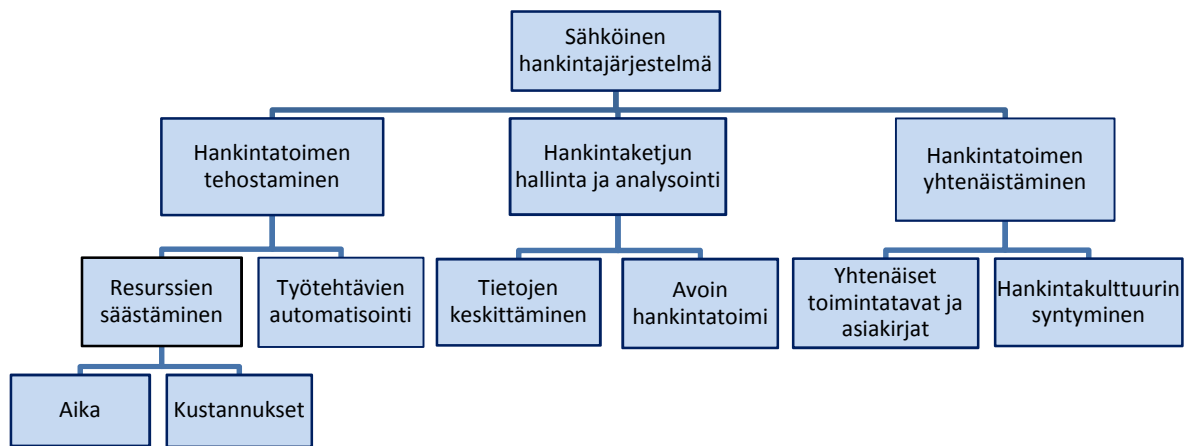 Sähköinen
hankintajärjestelmä
Hankintatoimen
tehostaminen
Hankintaketjun
hallinta ja analysointi
Hankintatoimen
yhtenäistäminen
Resurssien
säästäminen
Työtehtävien
automatisointi
Tietojen
keskittäminen
Avoin
hankintatoimi
Yhtenäiset
toimintatavat ja
asiakirjat
Hankintakulttuurin
syntyminen
Aika
Kustannukset